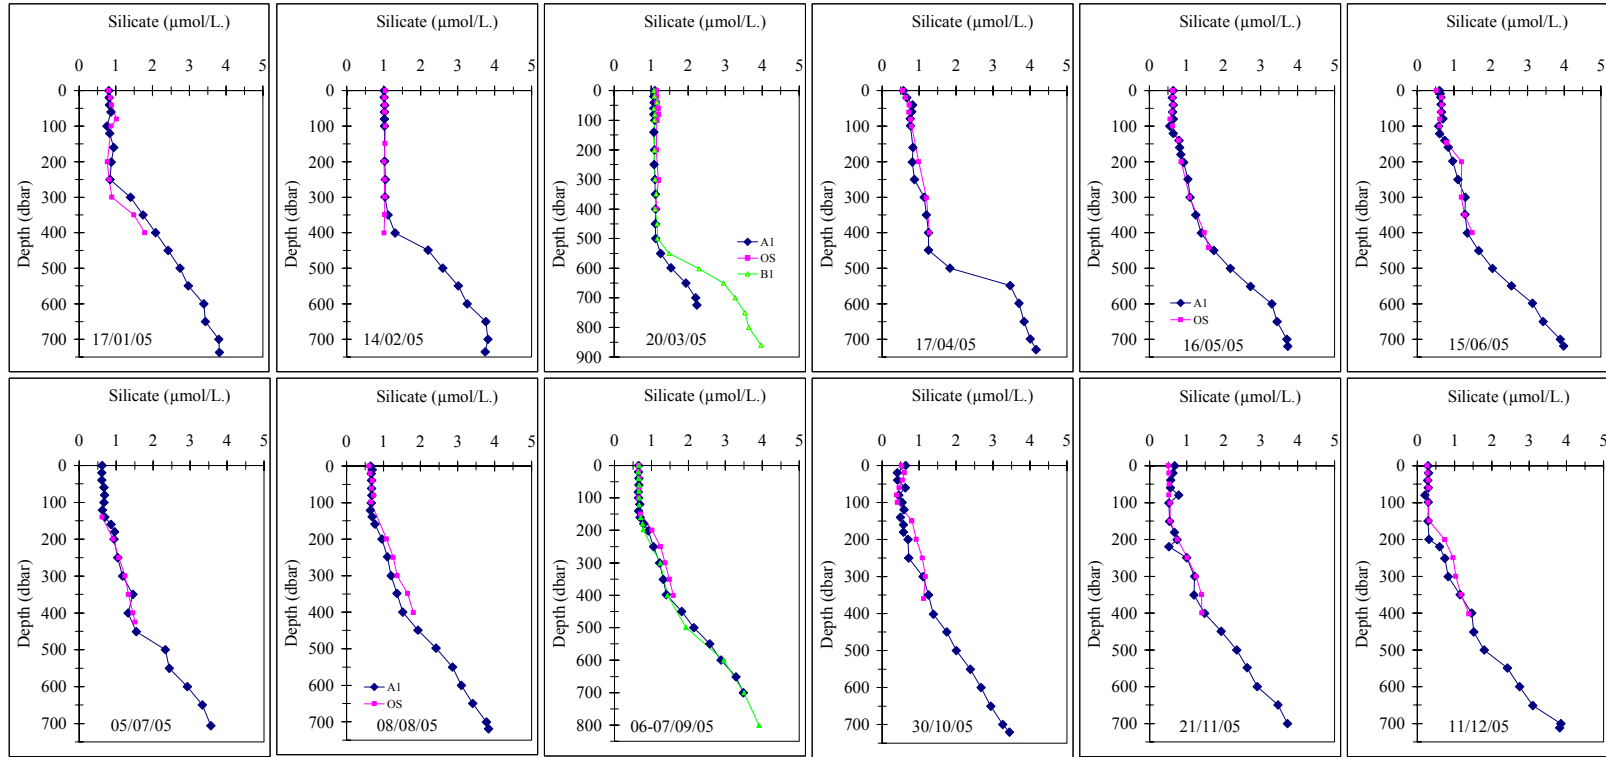 Silicate (µmol/L.)
0 1 2 3 4 5
0
100
200
300
400
500
600
700
Depth (dbar)
17/01/05
Silicate (µmol/L.)
0 1 2 3 4 5
0
100
200
300
400
500
600
700
Depth (dbar)
14/02/05
Silicate (µmol/L.)
0 1 2 3 4 5
0
100
200
300
400
500
600
700
800
900
Depth (dbar)
A1
OS
B1
20/03/05
Silicate (µmol/L.)
0 1 2 3 4 5
0
100
200
300
400
500
600
700
Depth (dbar)
17/04/05
Silicate (µmol/L.)
0 1 2 3 4 5
0
100
200
300
400
500
600
700
Depth (dbar)
A1
OS
16/05/05
Silicate (µmol/L.)
0 1 2 3 4 5
0
100
200
300
400
500
600
700
Depth (dbar)
15/06/05
Silicate (µmol/L.)
0 1 2 3 4 5
0
100
200
300
400
500
600
700
Depth (dbar)
05/07/05
Silicate (µmol/L.)
0 1 2 3 4 5
0
100
200
300
400
500
600
700
Depth (dbar)
A1
OS
08/08/05
Silicate (µmol/L.)
0 1 2 3 4 5
0
100
200
300
400
500
600
700
800
Depth (dbar)
06-07/09/05
Silicate (µmol/L.)
0 1 2 3 4 5
0
100
200
300
400
500
600
700
Depth (dbar)
30/10/05
Silicate (µmol/L.)
0 1 2 3 4 5
0
100
200
300
400
500
600
700
Depth (dbar)
21/11/05
Silicate (µmol/L.)
0 1 2 3 4 5
0
100
200
300
400
500
600
700
Depth (dbar)
11/12/05